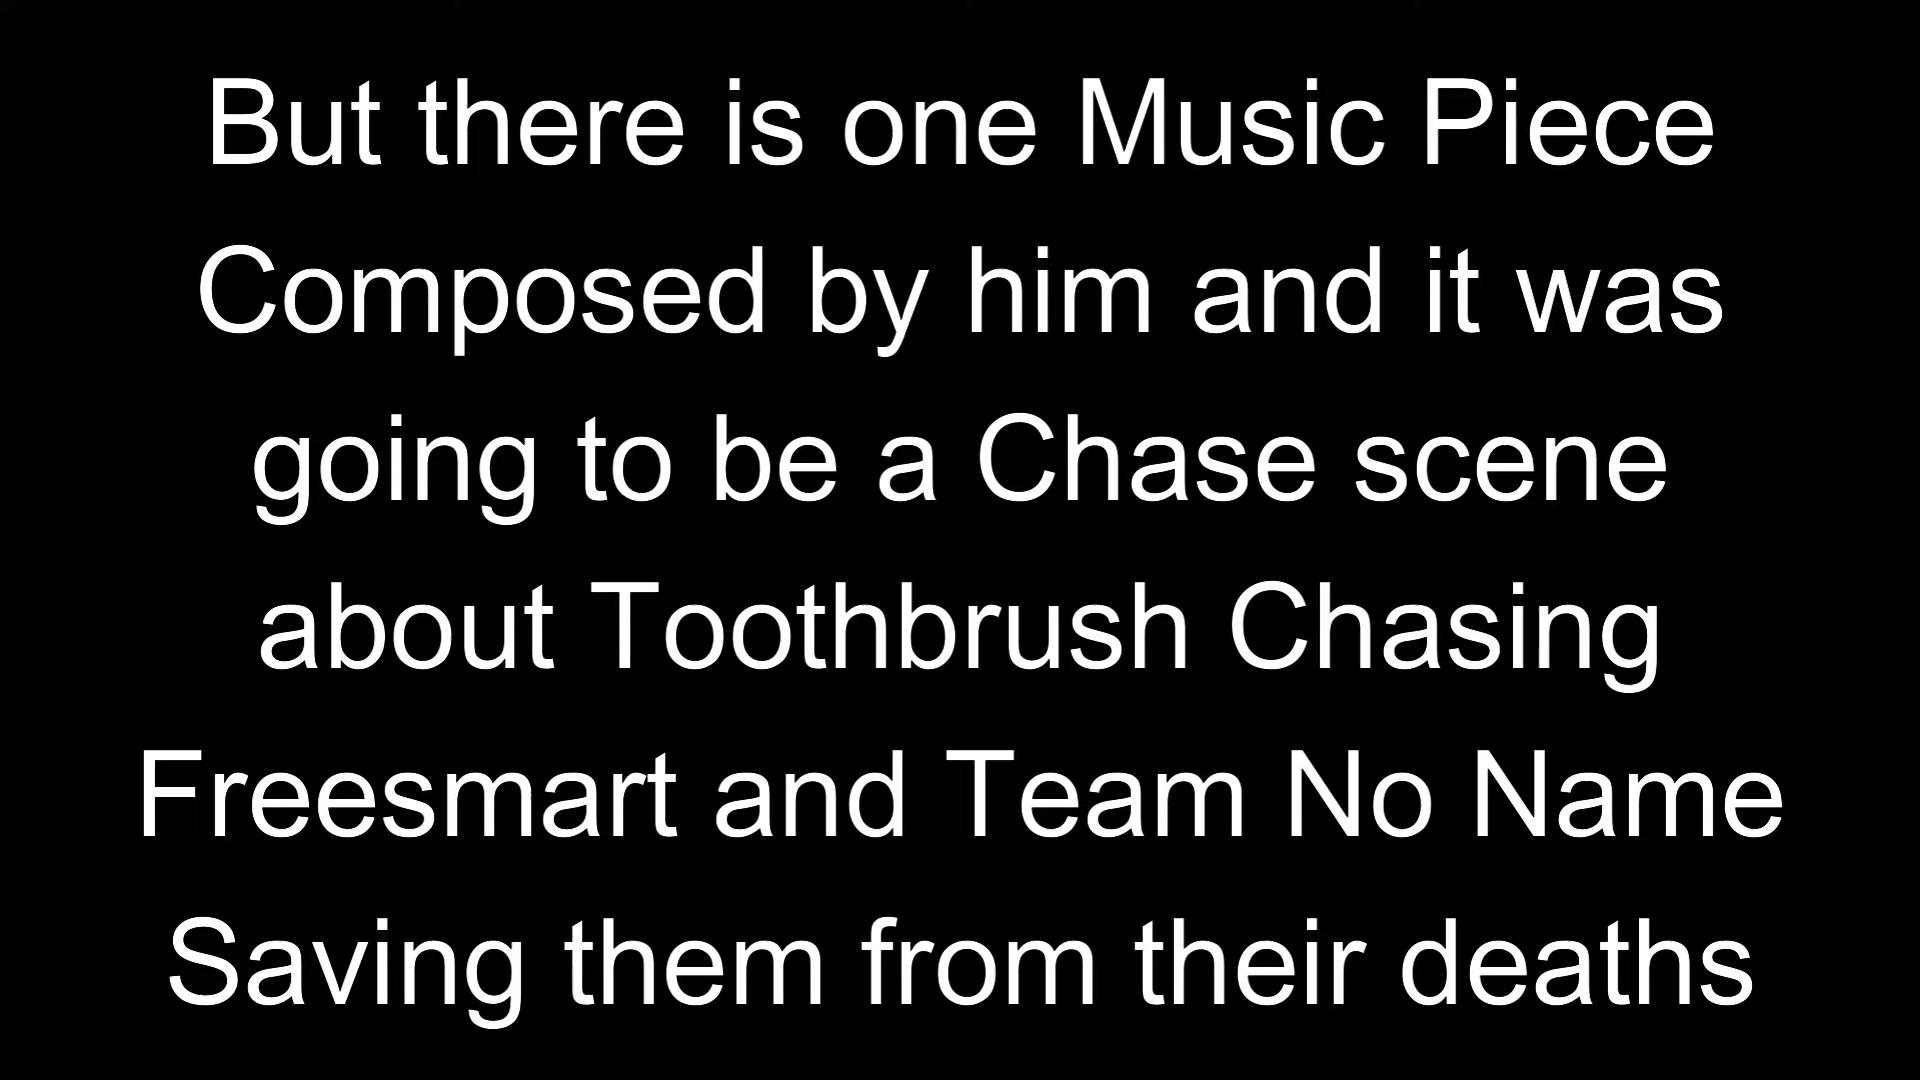 But there is one Music Piece
Composed by him and it was
going to be a Chase scene
about Toothbrush Chasing
Freesmart and Team No Name
Saving them from their deaths